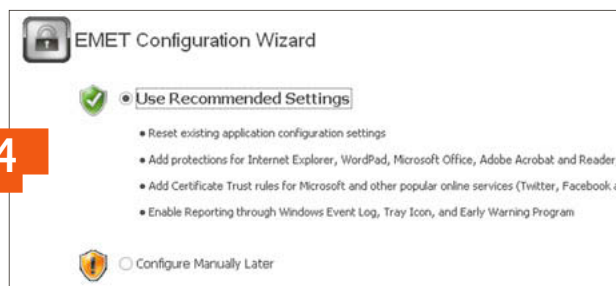 EMET Configuration Wizard
Use Recommended Settings
• Reset existing application configuration settings
• Add protections for Internet Explorer, WordPad, Microsoft Office, Adobe Acrobat and Reader
• Add Certificate Trust rules for Microsoft and other popular online services (Twitter, Facebook a
• Enable Reporting through Windows Event Log, Tray Icon, and Early Warning Program
4
Configure Manually Later